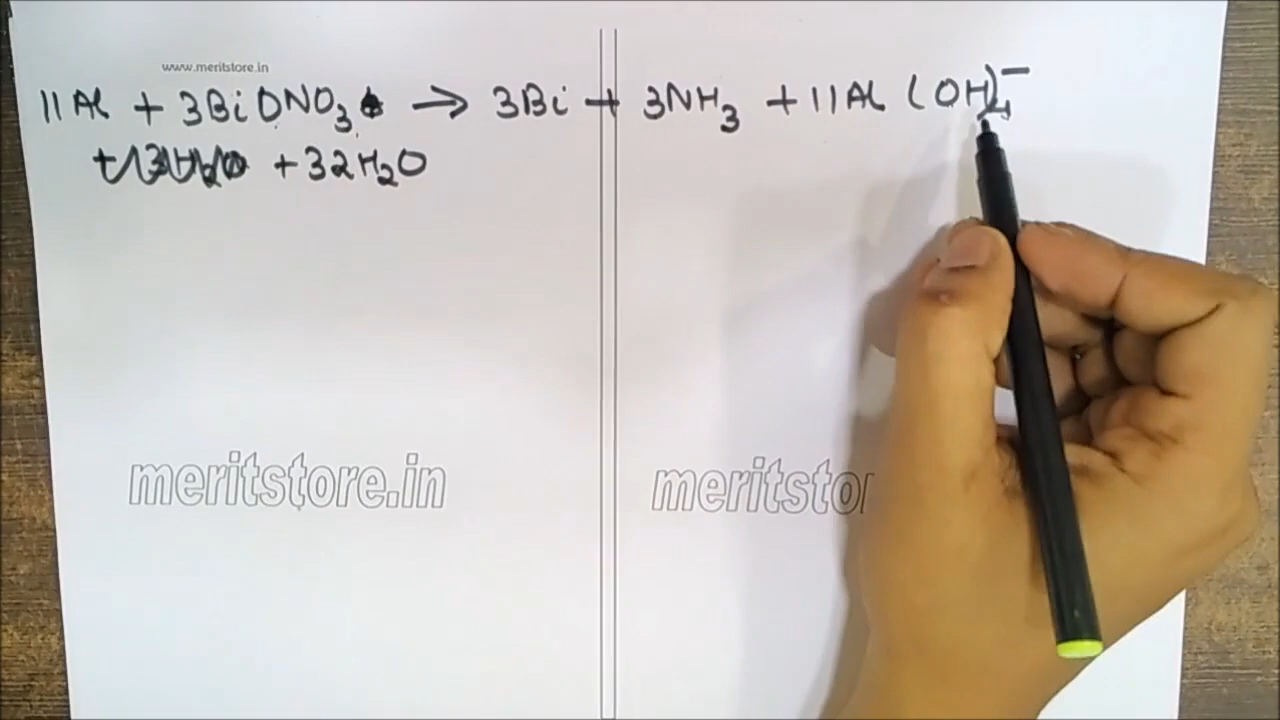 www.meritstore.in
11Al + 3BiONO₃ → 3Bi + 3NH₃ + 11Al(OH)₄⁻
+ 32H₂O
meritstore.in meritstor